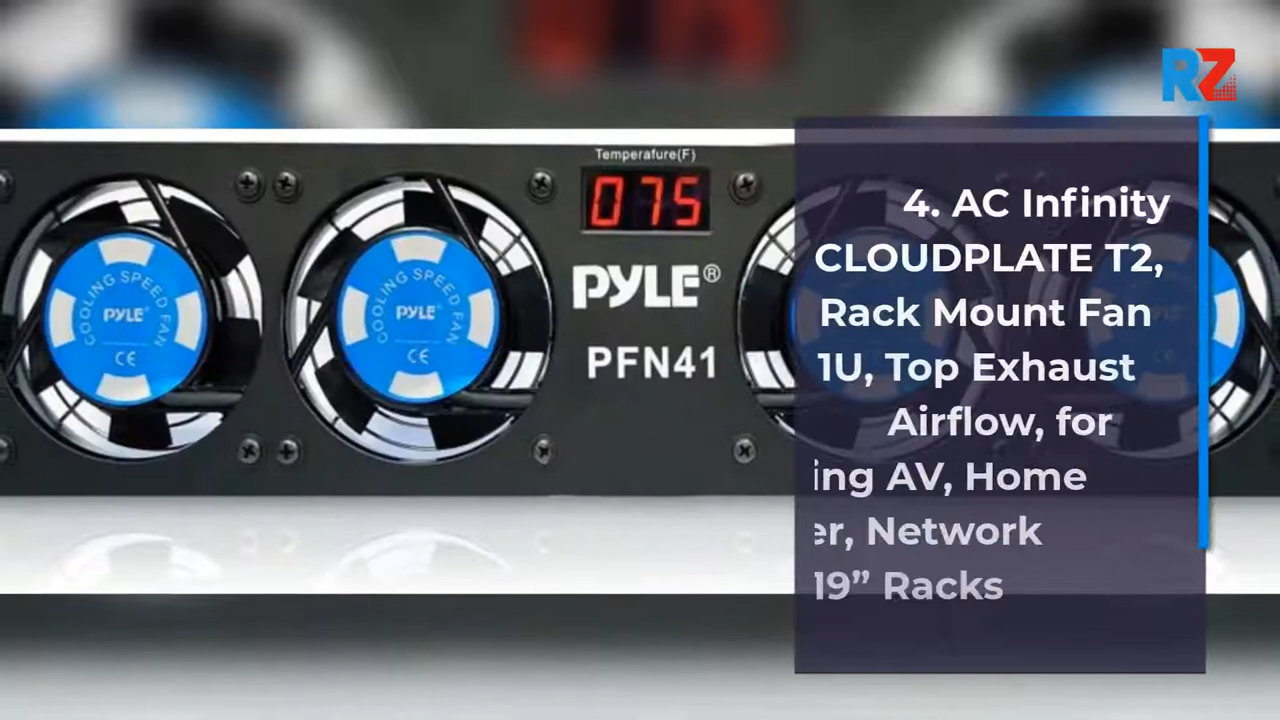 RZ
Temperafure(F)
075
PYLE®
PFN41
COOLING SPEED FAN
PYLE
CE
COOLING SPEED FAN
PYLE
CE
4. AC Infinity
CLOUDPLATE T2,
Rack Mount Fan
1U, Top Exhaust
Airflow, for
ing AV, Home
er, Network
19” Racks